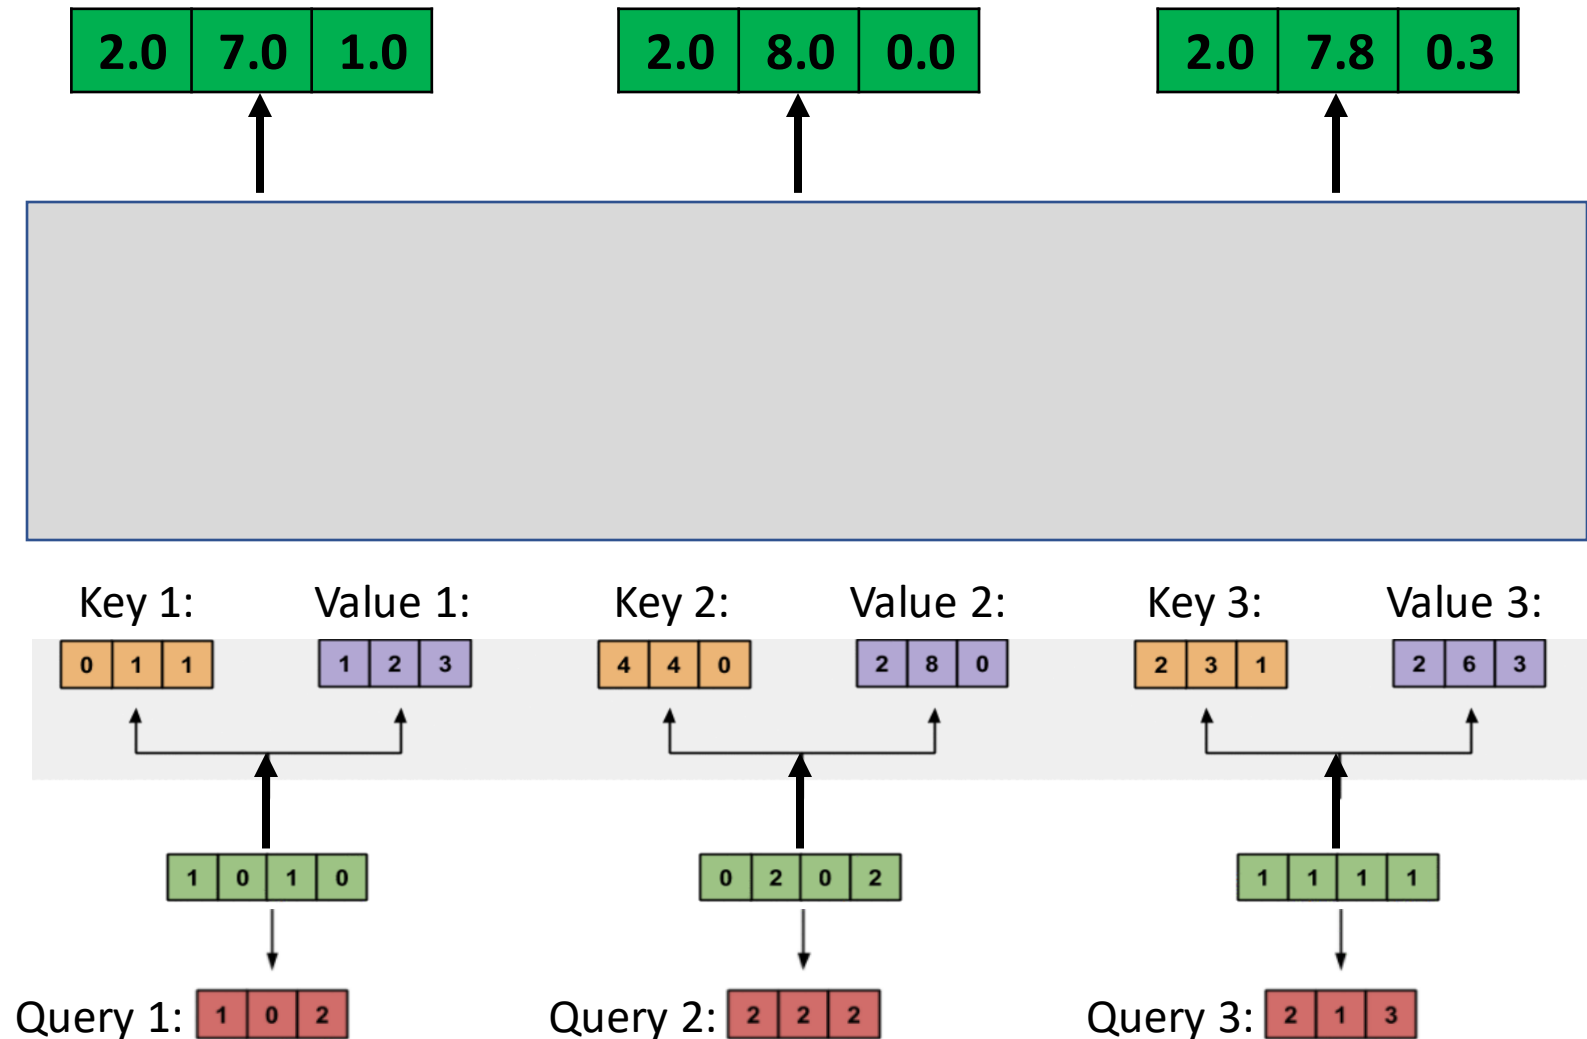 2.0 7.0 1.0 2.0 8.0 0.0 2.0 7.8 0.3
Key 1: Value 1: Key 2: Value 2: Key 3: Value 3:
0 1 1 1 2 3 4 4 0 2 8 0 2 3 1 2 6 3
1 0 1 0 0 2 0 2 1 1 1 1
Query 1: 1 0 2 Query 2: 2 2 2 Query 3: 2 1 3